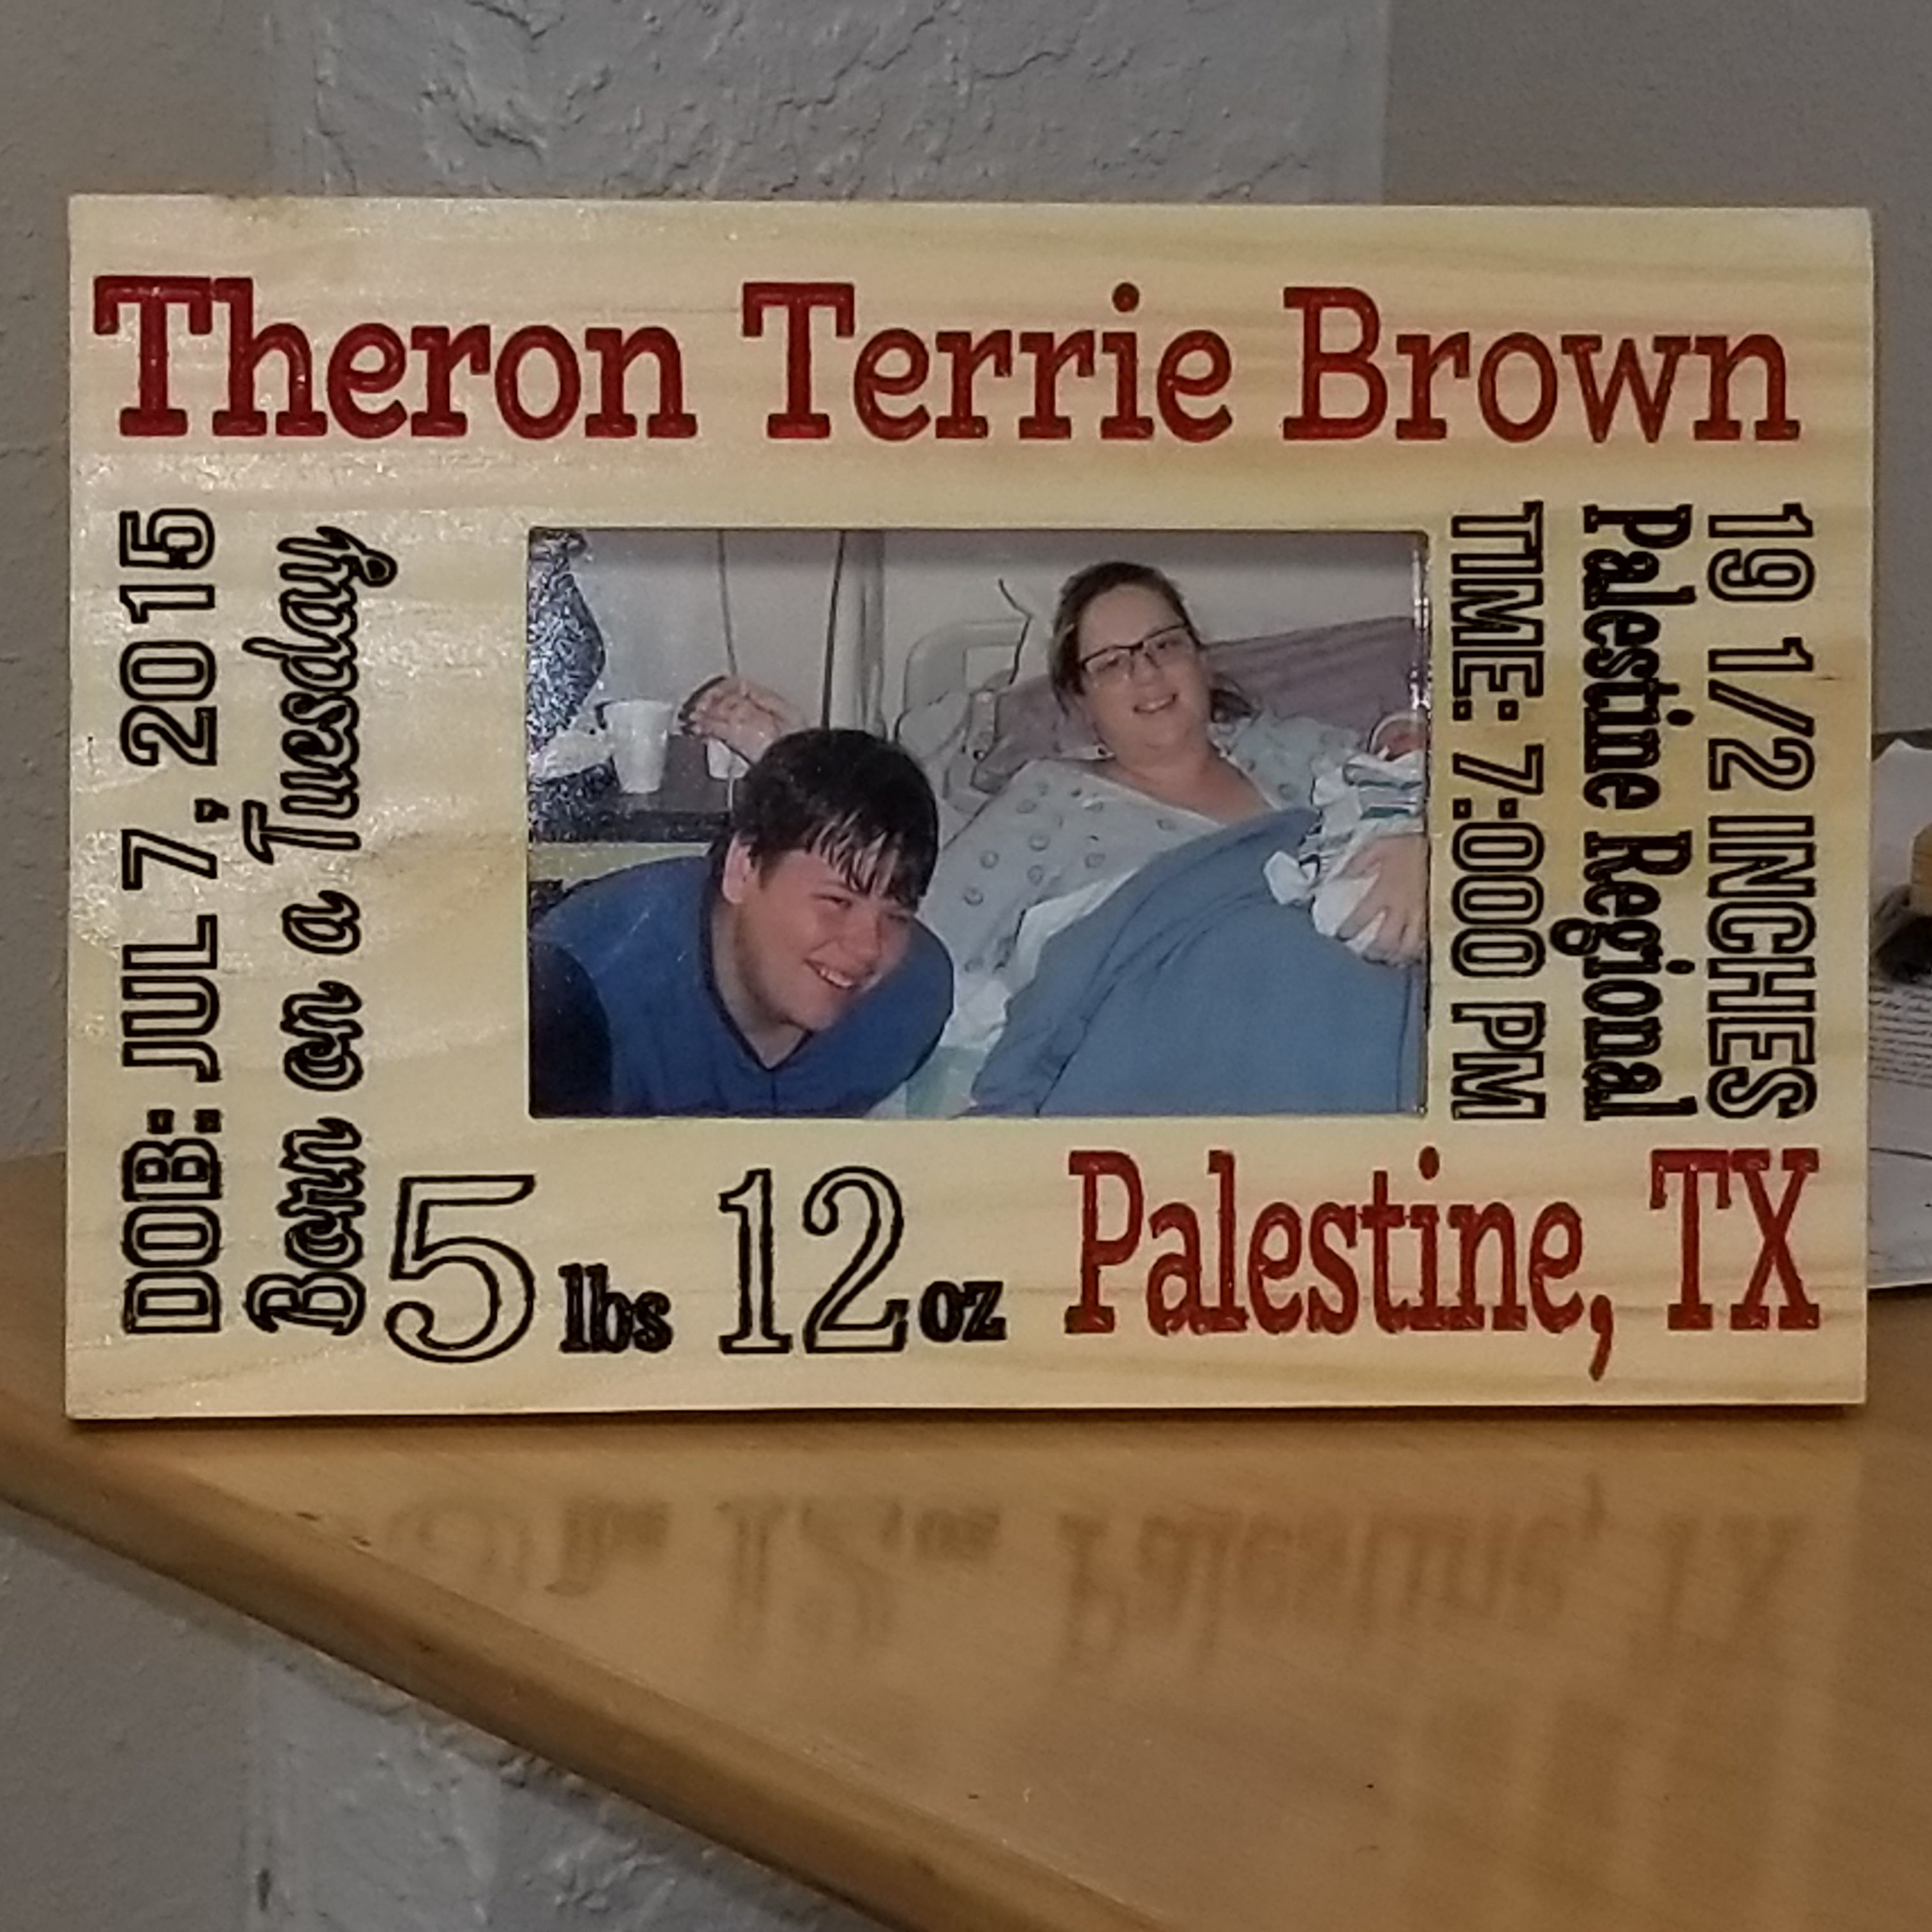 Theron Terrie Brown
DOB: JUL 7, 2015
Born on a Tuesday
19 1/2 INCHES
Palestine Regional
TIME: 7:000 PM
5 lbs 12 oz
Palestine, TX